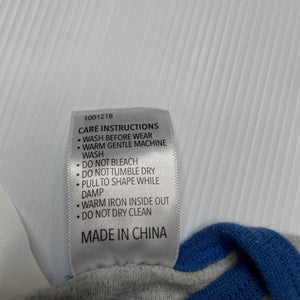 1001218
CARE INSTRUCTIONS
• WASH BEFORE WEAR
• WARM GENTLE MACHINE
WASH
• DO NOT BLEACH
• DO NOT TUMBLE DRY
• PULL TO SHAPE WHILE
DAMP
• WARM IRON INSIDE OUT
• DO NOT DRY CLEAN
MADE IN CHINA